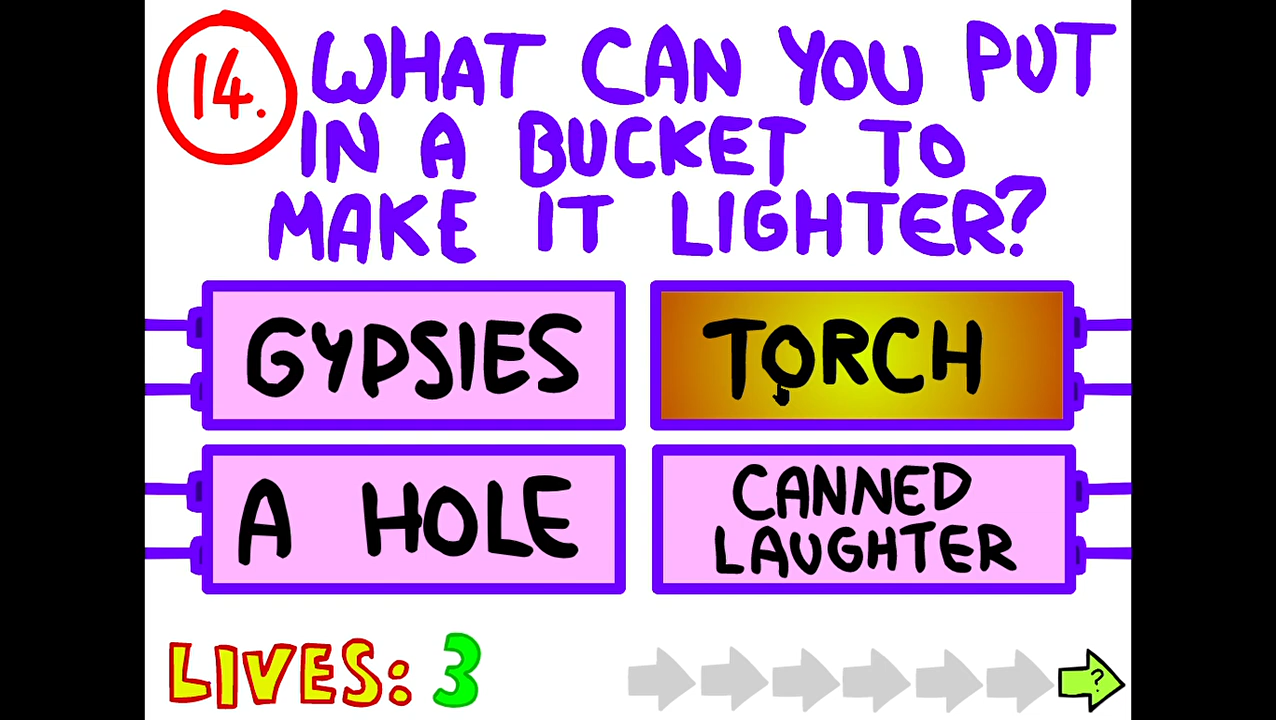 14. WHAT CAN YOU PUT
IN A BUCKET TO
MAKE IT LIGHTER?
GYPSIES
TORCH
A HOLE
CANNED
LAUGHTER
LIVES: 3
?